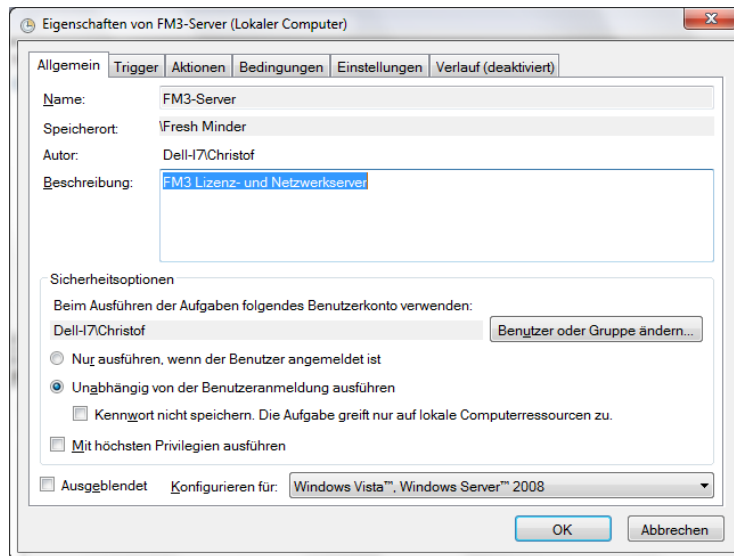 Eigenschaften von FM3-Server (Lokaler Computer)
Allgemein Trigger Aktionen Bedingungen Einstellungen Verlauf (deaktiviert)
Name: FM3-Server
Speicherort: \Fresh Minder
Autor: Dell-I7\Christof
Beschreibung: FM3 Lizenz- und Netzwerkserver
Sicherheitsoptionen
Beim Ausführen der Aufgaben folgendes Benutzerkonto verwenden:
Dell-I7\Christof Benutzer oder Gruppe ändern...
Nur ausführen, wenn der Benutzer angemeldet ist
Unabhängig von der Benutzeranmeldung ausführen
Kennwort nicht speichern. Die Aufgabe greift nur auf lokale Computerressourcen zu.
Mit höchsten Privilegien ausführen
Ausgeblendet Konfigurieren für: Windows Vista™, Windows Server™ 2008
OK Abbrechen